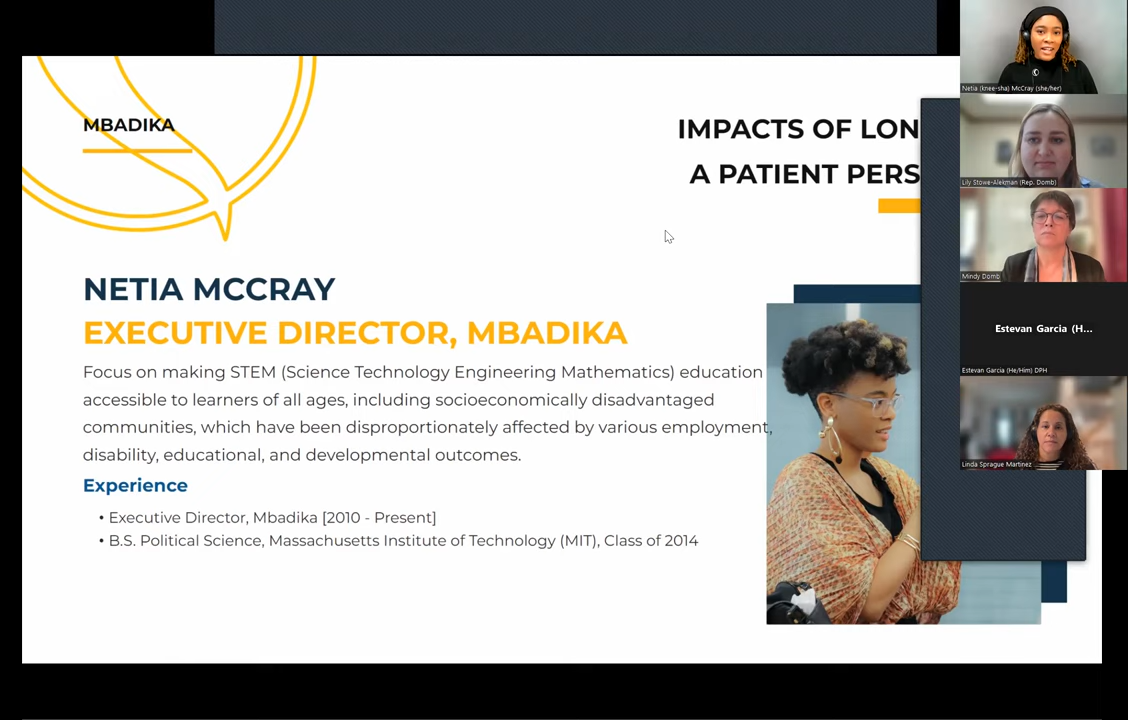 MBADIKA
IMPACTS OF LON
A PATIENT PERS
NETIA MCCRAY
EXECUTIVE DIRECTOR, MBADIKA
Focus on making STEM (Science Technology Engineering Mathematics) education
accessible to learners of all ages, including socioeconomically disadvantaged
communities, which have been disproportionately affected by various employment,
disability, educational, and developmental outcomes.
Experience
• Executive Director, Mbadika [2010 - Present]
• B.S. Political Science, Massachusetts Institute of Technology (MIT), Class of 2014
Netia (knee-sha) McCray (she/her)
Lily Stowe-Alekman (Rep. Domb)
Mindy Domb
Estevan Garcia (H...
Estevan Garcia (He/Him) DPH
Linda Sprague Martinez